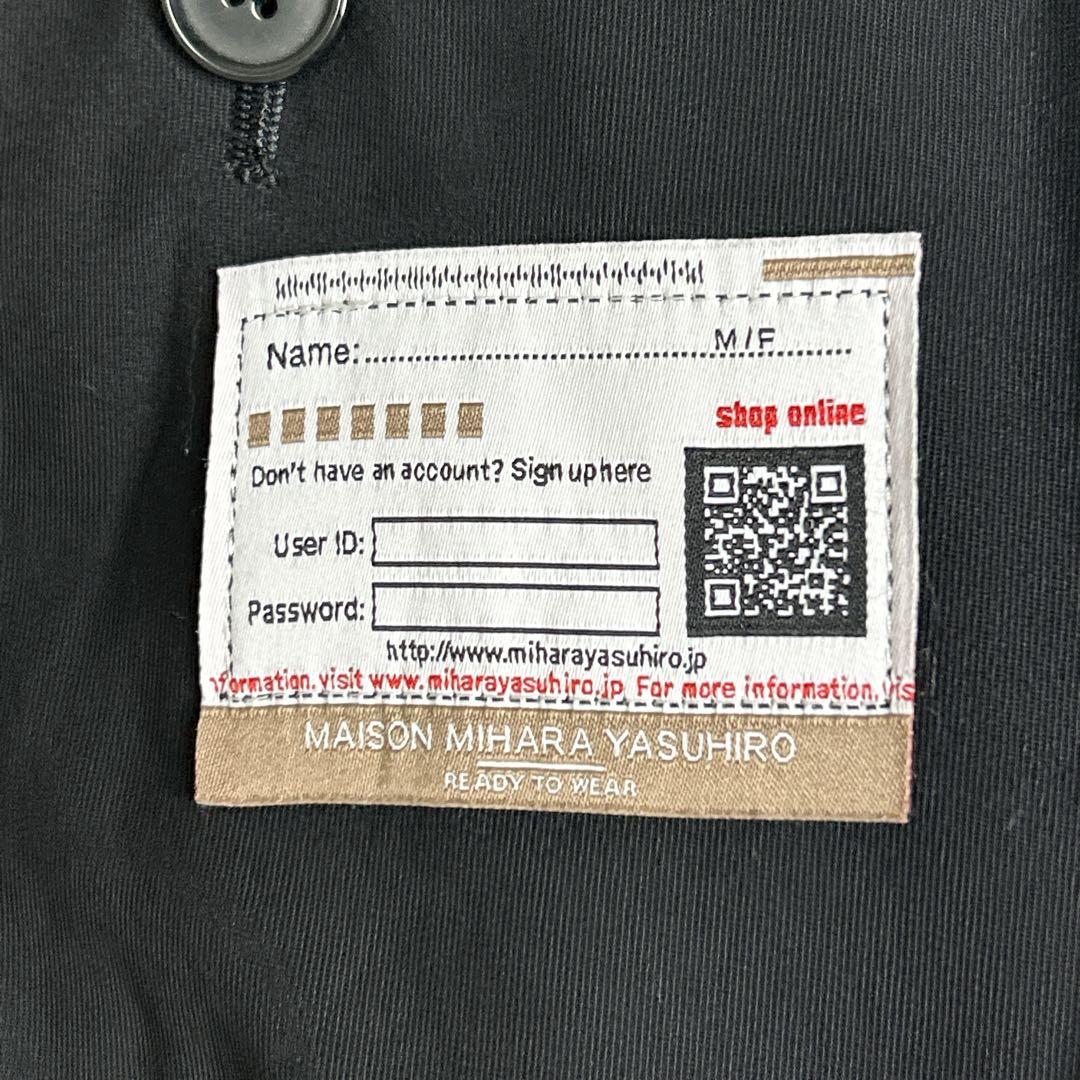 Name:.................................................M/F........
shop online
Don't have an account? Sign up here
User ID:
Password:
http://www.miharayasuhiro.jp
nformation. visit www.miharayasuhiro.jp For more information. vis
MAISON MIHARA YASUHIRO
READY TO WEAR